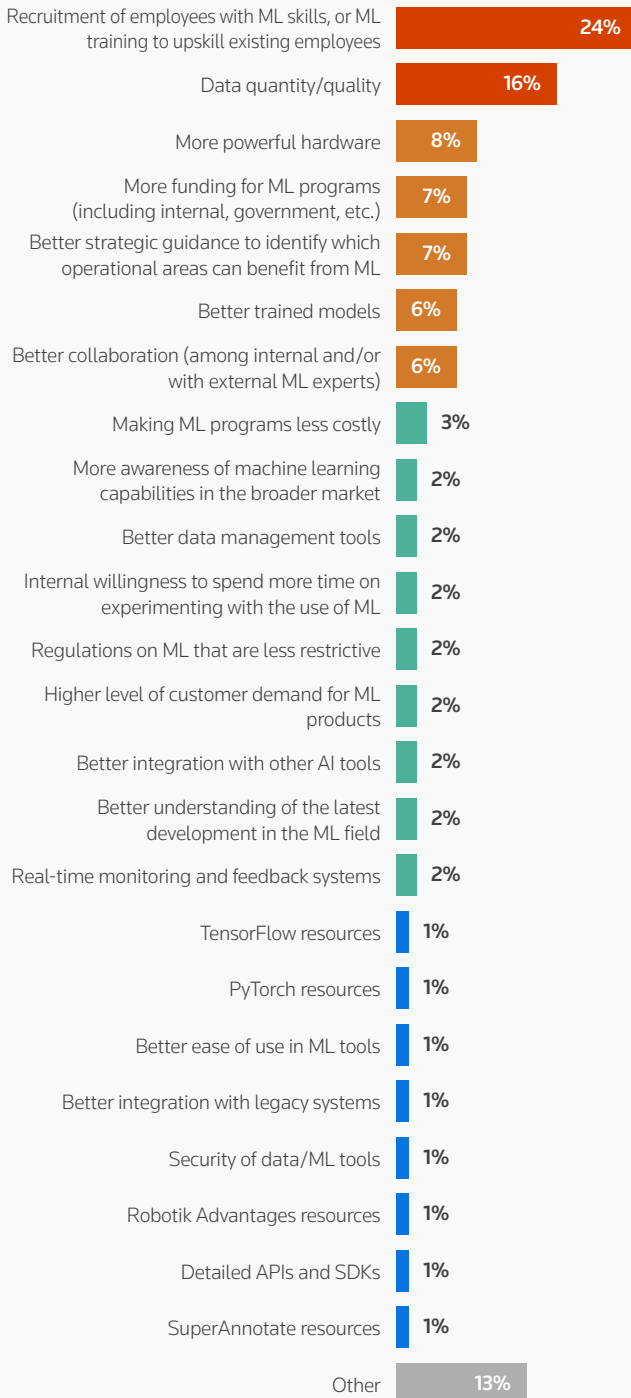 Recruitment of employees with ML skills, or ML
training to upskill existing employees
24%
Data quantity/quality
16%
More powerful hardware
8%
More funding for ML programs
(including internal, government, etc.)
7%
Better strategic guidance to identify which
operational areas can benefit from ML
7%
Better trained models
6%
Better collaboration (among internal and/or
with external ML experts)
6%
Making ML programs less costly
3%
More awareness of machine learning
capabilities in the broader market
2%
Better data management tools
2%
Internal willingness to spend more time on
experimenting with the use of ML
2%
Regulations on ML that are less restrictive
2%
Higher level of customer demand for ML
products
2%
Better integration with other AI tools
2%
Better understanding of the latest
development in the ML field
2%
Real-time monitoring and feedback systems
2%
TensorFlow resources
1%
PyTorch resources
1%
Better ease of use in ML tools
1%
Better integration with legacy systems
1%
Security of data/ML tools
1%
Robotik Advantages resources
1%
Detailed APIs and SDKs
1%
SuperAnnotate resources
1%
Other
13%